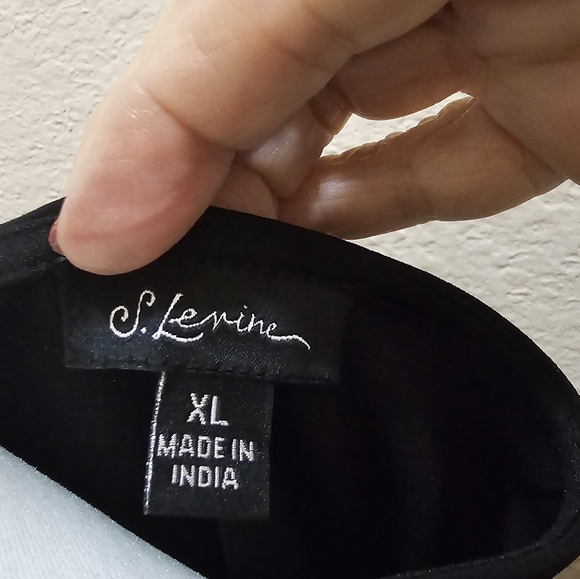 S. Levine
XL
MADE IN
INDIA